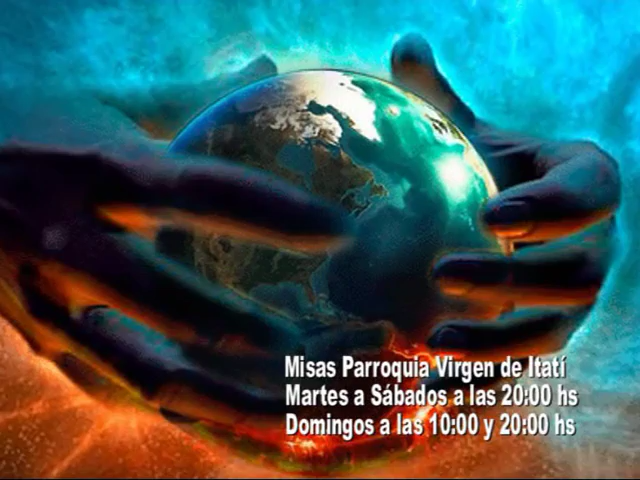 Misas Parroquia Virgen de Itatí
Martes a Sábados a las 20:00 hs
Domingos a las 10:00 y 20:00 hs